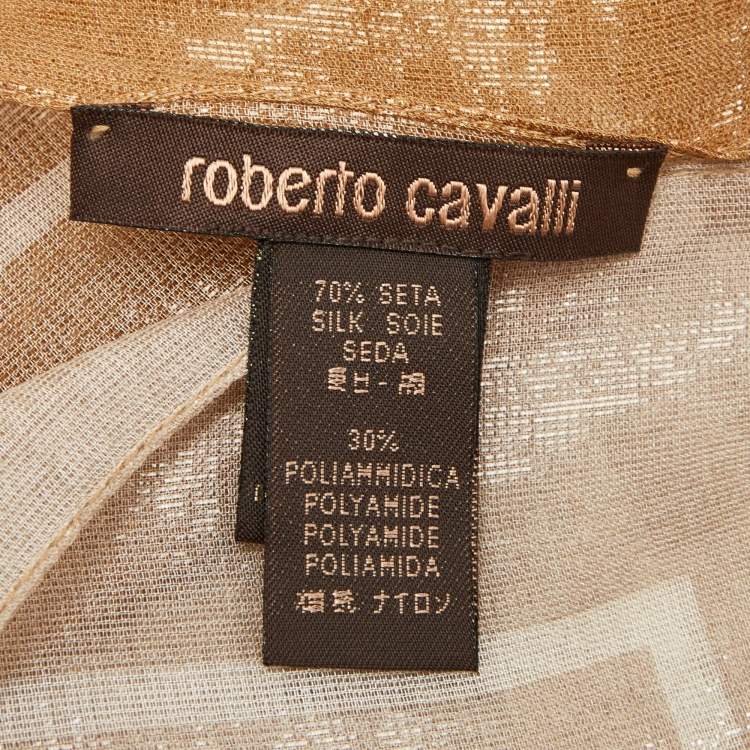 roberto cavalli
70% SETA
SILK SOIE
SEDA
30%
POLIAMMIDICA
POLYAMIDE
POLYAMIDE
POLIAMIDA
ナイロン